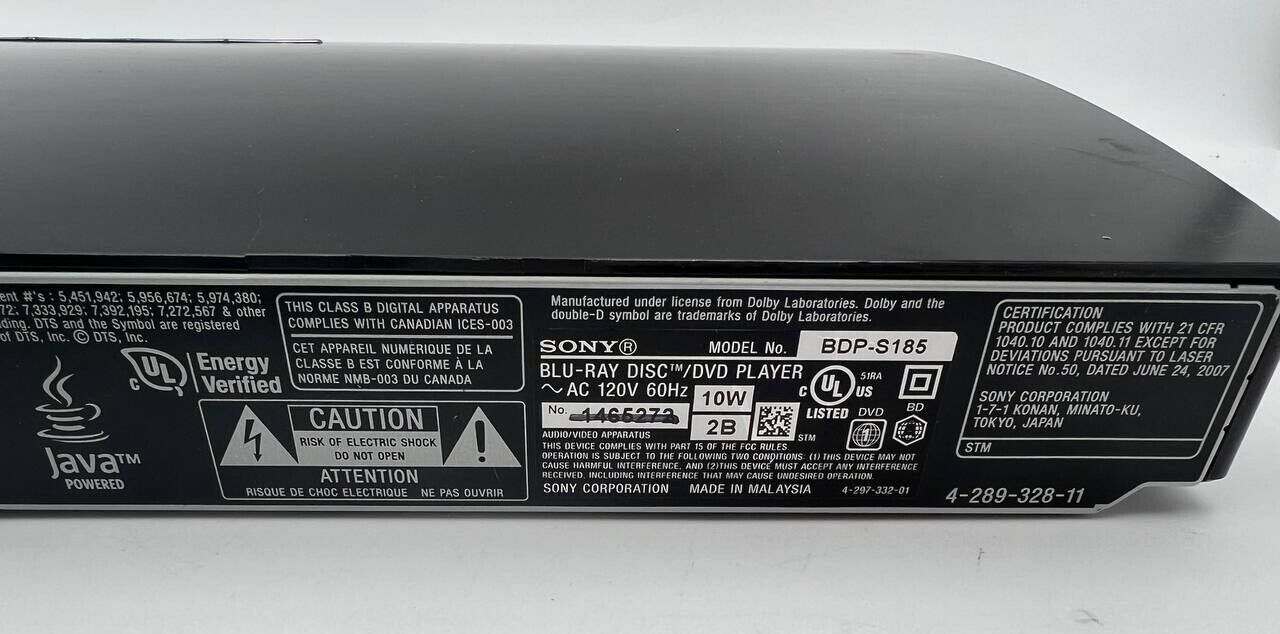 ent #'s : 5,451,942; 5,956,674; 5,974,380;
72; 7,333,929; 7,392,195; 7,272,567 & other
ding. DTS and the Symbol are registered
of DTS, Inc. © DTS, Inc.
Java™
POWERED
C UL ®
Energy
Verified
THIS CLASS B DIGITAL APPARATUS
COMPLIES WITH CANADIAN ICES-003
CET APPAREIL NUMÉRIQUE DE LA
CLASSE B EST CONFORME À LA
NORME NMB-003 DU CANADA
CAUTION
RISK OF ELECTRIC SHOCK
DO NOT OPEN
ATTENTION
RISQUE DE CHOC ELECTRIQUE NE PAS OUVRIR
Manufactured under license from Dolby Laboratories. Dolby and the
double-D symbol are trademarks of Dolby Laboratories.
SONY® MODEL No. BDP-S185
BLU-RAY DISC™/DVD PLAYER
~ AC 120V 60Hz 10W
No. 1465273
2B
STM
C UL ® US
LISTED
51RA
DVD
BD
AUDIO/VIDEO APPARATUS
THIS DEVICE COMPLIES WITH PART 15 OF THE FCC RULES
OPERATION IS SUBJECT TO THE FOLLOWING TWO CONDITIONS. (1) THIS DEVICE MAY NOT
CAUSE HARMFUL INTERFERENCE, AND (2)THIS DEVICE MUST ACCEPT ANY INTERFERENCE
RECEIVED, INCLUDING INTERFERENCE THAT MAY CAUSE UNDESIRED OPERATION.
SONY CORPORATION MADE IN MALAYSIA 4-297-332-01
CERTIFICATION
PRODUCT COMPLIES WITH 21 CFR
1040.10 AND 1040.11 EXCEPT FOR
DEVIATIONS PURSUANT TO LASER
NOTICE No.50, DATED JUNE 24, 2007
SONY CORPORATION
1-7-1 KONAN, MINATO-KU,
TOKYO, JAPAN
STM
4-289-328-11